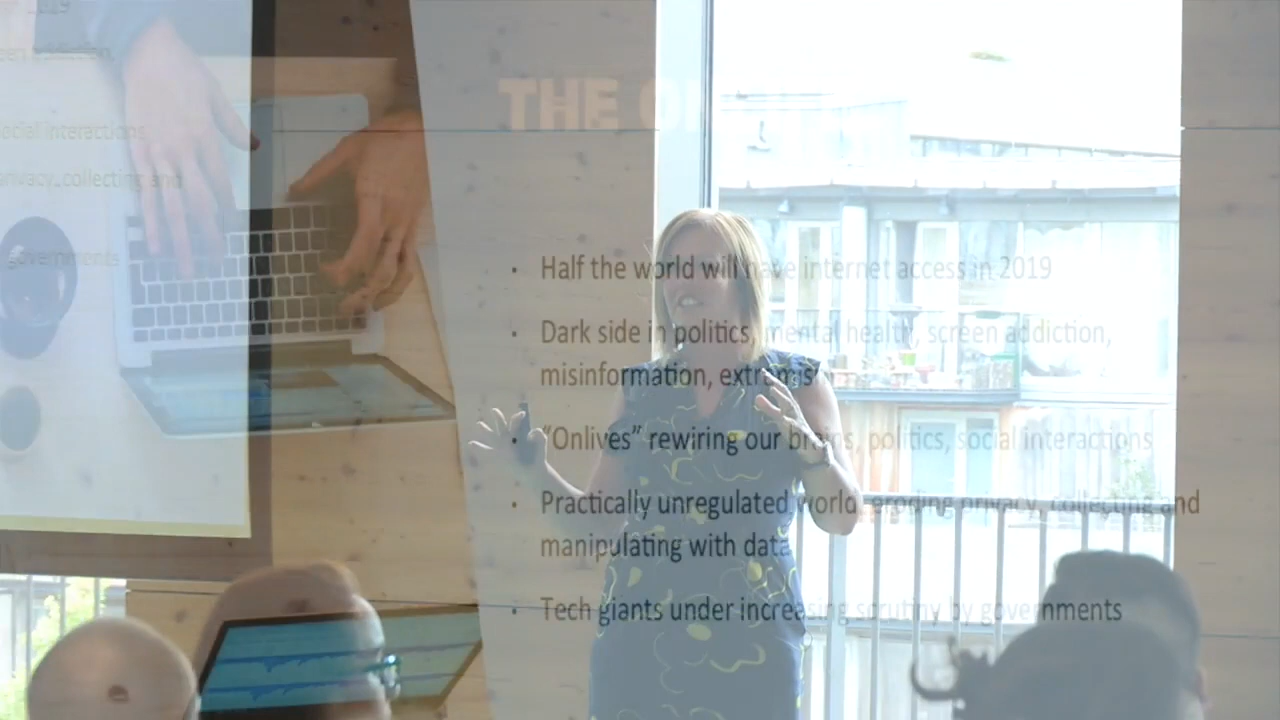 2019
social interactions
privacy, collecting and
governments
THE
• Half the world will have internet access in 2019
• Dark side in politics, mental health, screen addiction,
misinformation, extremism
• “Onlives” rewiring our brains, politics, social interactions
• Practically unregulated world, eroding privacy, collecting and
manipulating with data
• Tech giants under increasing scrutiny by governments